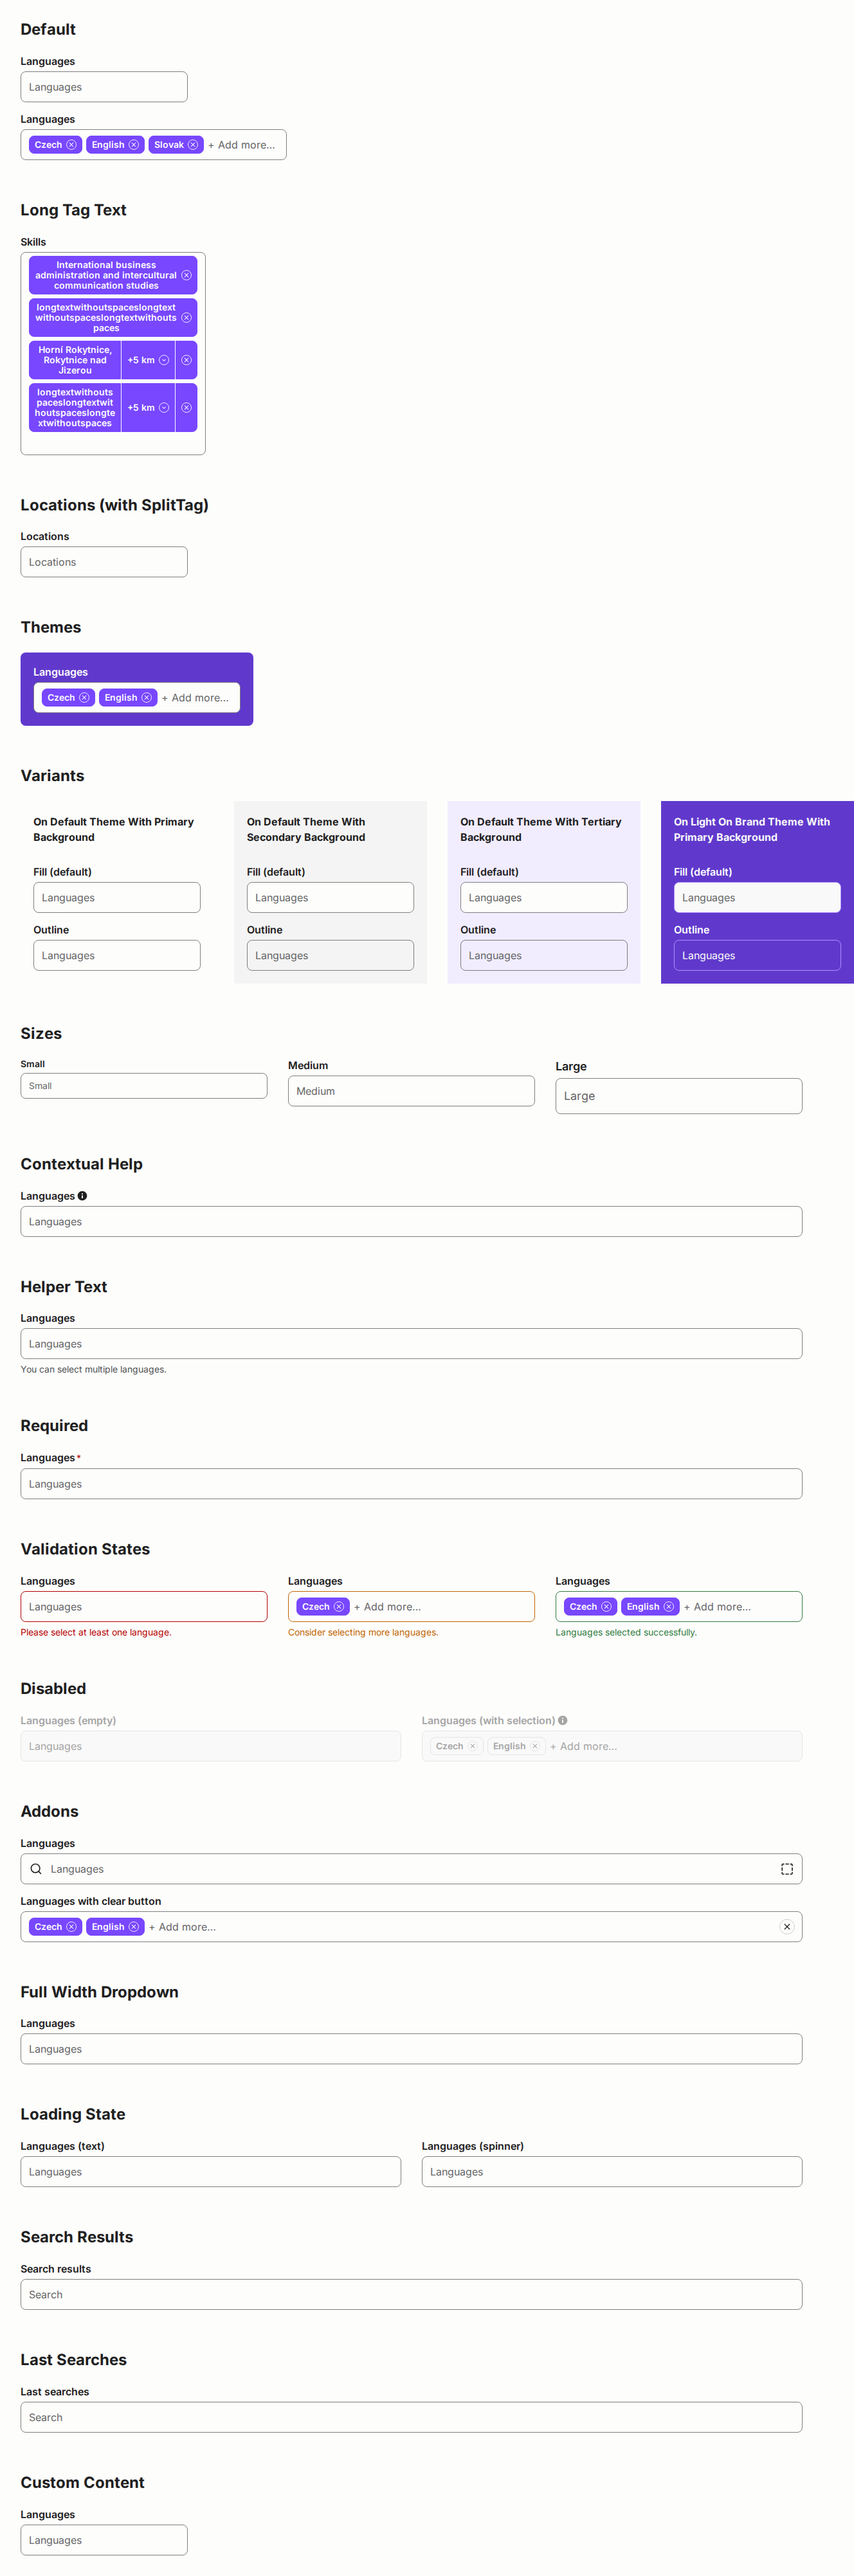 Default
Languages
Languages
Languages
Czech English Slovak + Add more...
Long Tag Text
Skills
International business
administration and intercultural
communication studies
longtextwithoutspaceslongtext
withoutspaceslongtextwithouts
paces
Horní Rokytnice,
Rokytnice nad
Jizerou
+5 km
longtextwithouts
paceslongtextwit
houtspaceslongte
xtwithoutspaces
+5 km
Locations (with SplitTag)
Locations
Locations
Themes
Languages
Czech English + Add more...
Variants
On Default Theme With Primary
Background
Fill (default)
Languages
Outline
Languages
On Default Theme With
Secondary Background
Fill (default)
Languages
Outline
Languages
On Default Theme With Tertiary
Background
Fill (default)
Languages
Outline
Languages
On Light On Brand Theme With
Primary Background
Fill (default)
Languages
Outline
Languages
Sizes
Small
Small
Medium
Medium
Large
Large
Contextual Help
Languages
Languages
Helper Text
Languages
Languages
You can select multiple languages.
Required
Languages*
Languages
Validation States
Languages
Languages
Please select at least one language.
Languages
Czech + Add more...
Consider selecting more languages.
Languages
Czech English + Add more...
Languages selected successfully.
Disabled
Languages (empty)
Languages
Languages (with selection)
Czech English + Add more...
Addons
Languages
Languages
Languages with clear button
Czech English + Add more...
Full Width Dropdown
Languages
Languages
Loading State
Languages (text)
Languages
Languages (spinner)
Languages
Search Results
Search results
Search
Last Searches
Last searches
Search
Custom Content
Languages
Languages